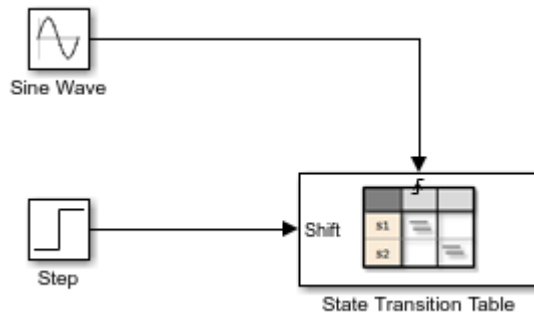 Sine Wave
Shift
s1
s2
Step
State Transition Table